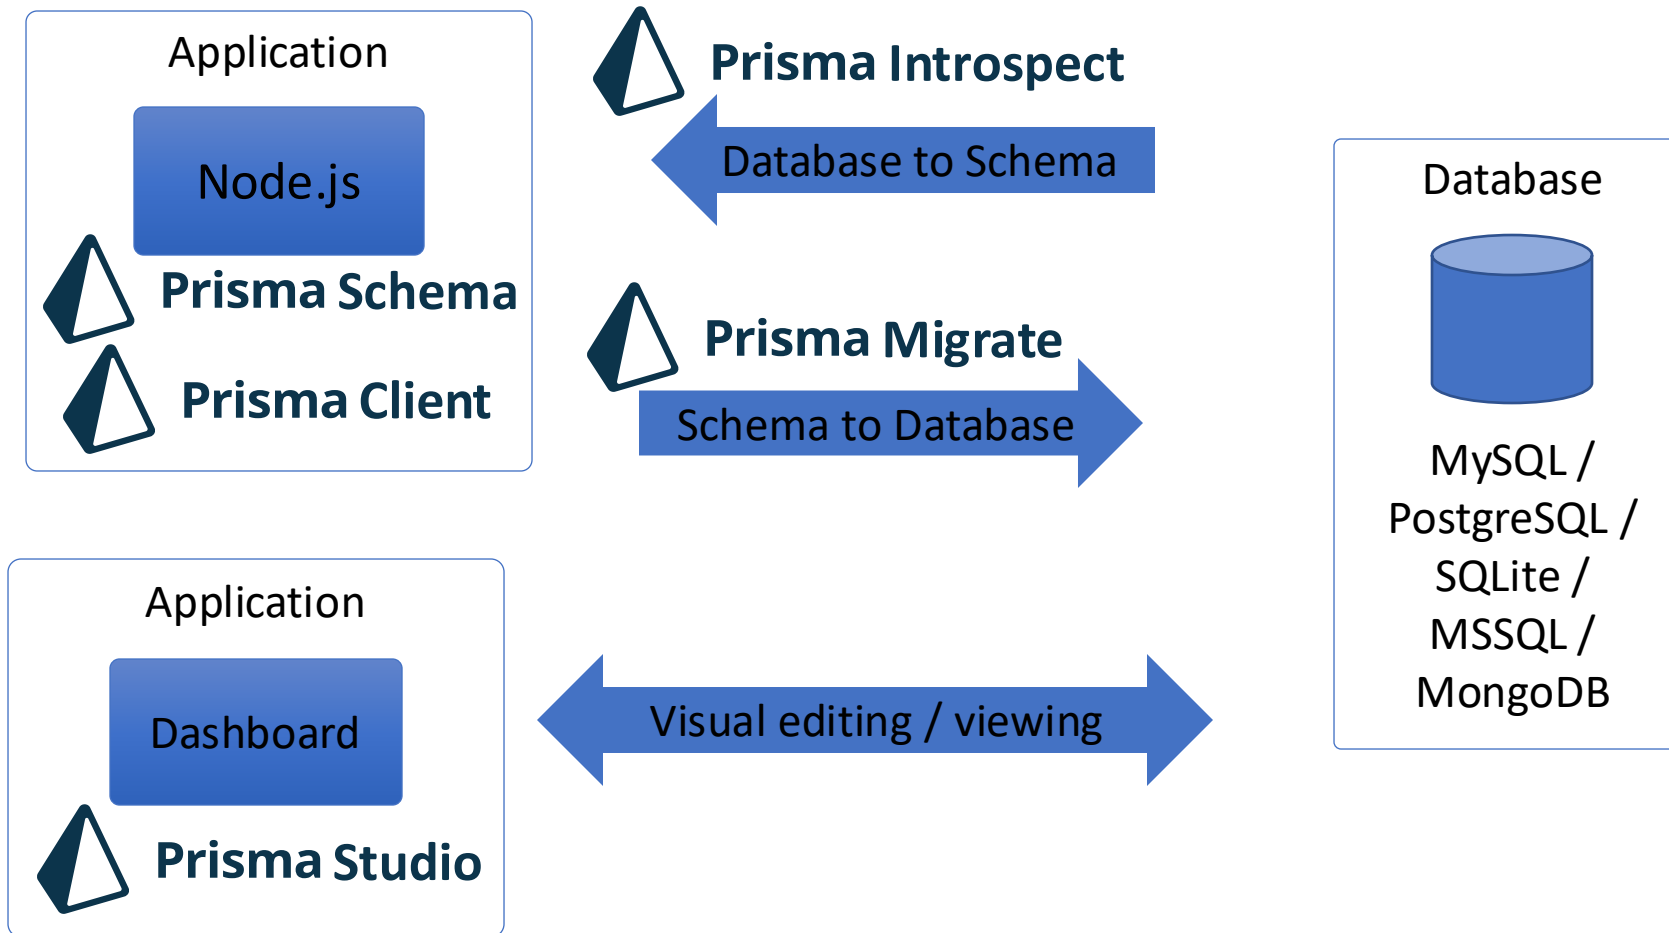 Application
Node.js
Prisma Schema
Prisma Client
Prisma Introspect
Database to Schema
Prisma Migrate
Schema to Database
Database
MySQL /
PostgreSQL /
SQLite /
MSSQL /
MongoDB
Application
Dashboard
Prisma Studio
Visual editing / viewing